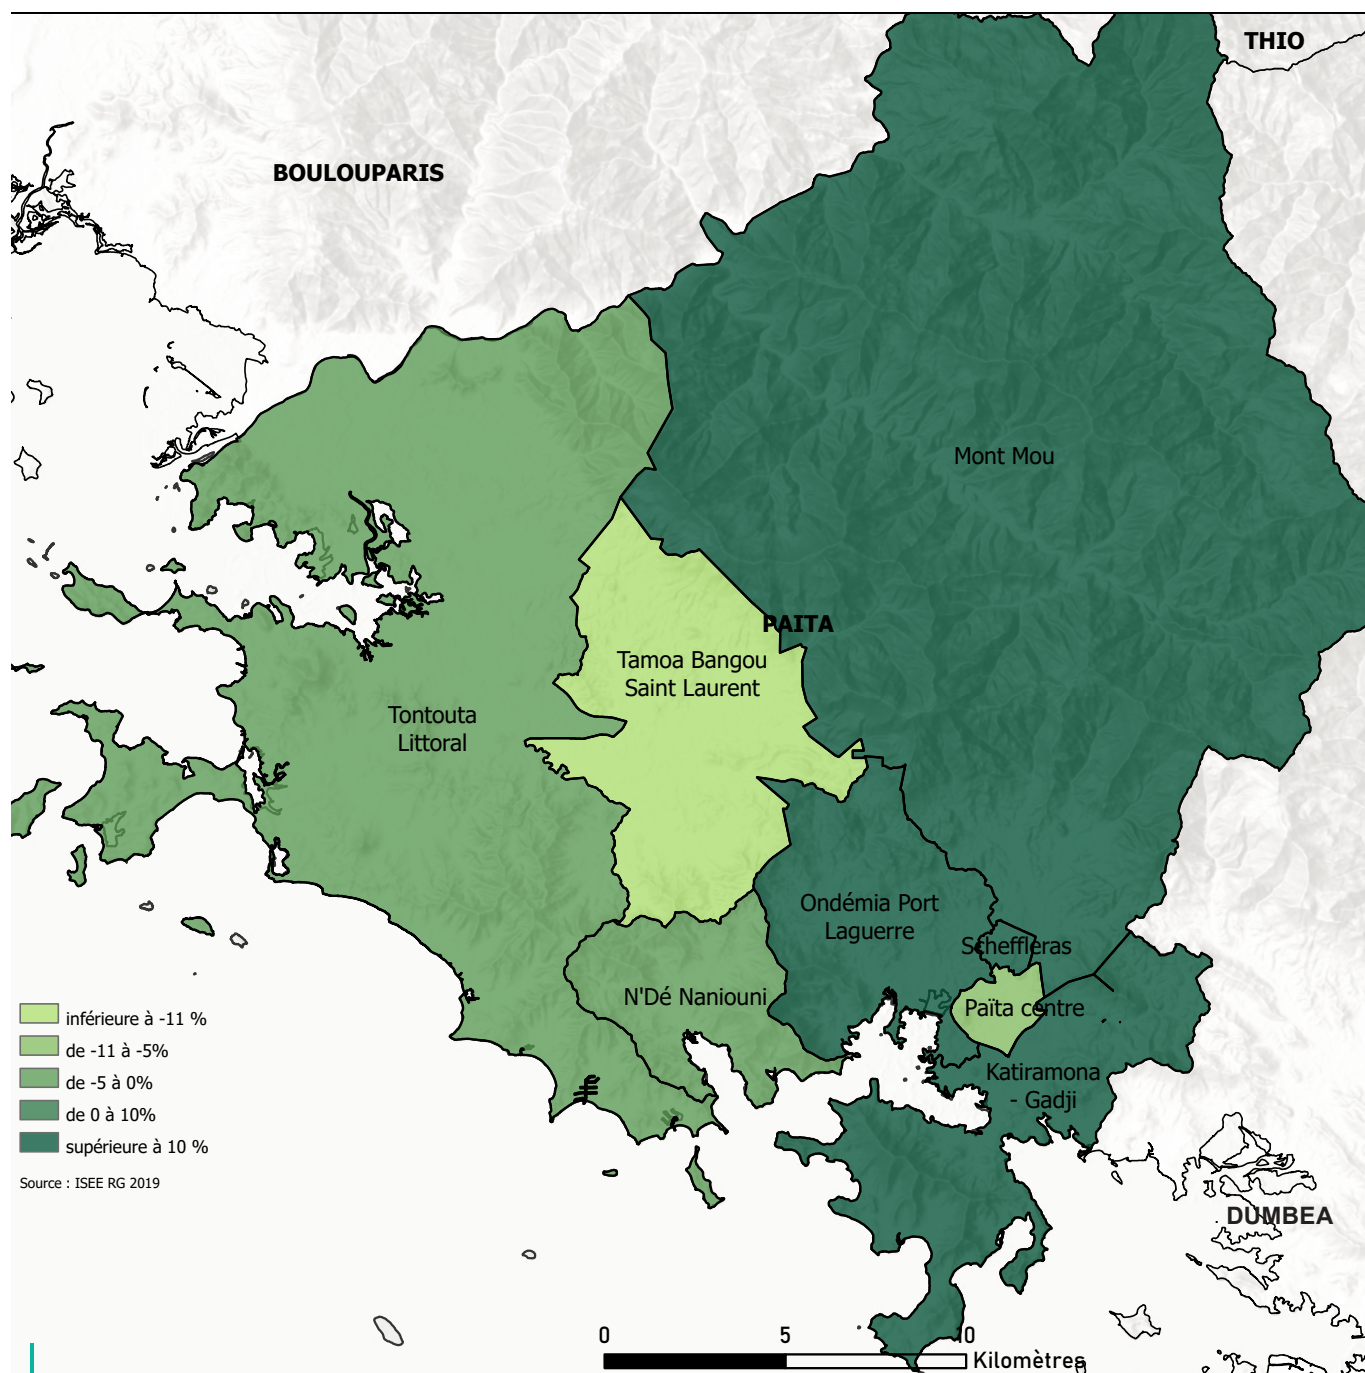 THIO
BOULOUPARIS
Mont Mou
PAITA
Tamoa Bangou
Saint Laurent
Tontouta
Littoral
Ondémia Port
Laguerre
Scheffleras
N'Dé Naniouni
Païta centre
Katiramona
- Gadji
inférieure à -11 %
de -11 à -5%
de -5 à 0%
de 0 à 10%
supérieure à 10 %
Source : ISEE RG 2019
DUMBEA
0 5 10
Kilomètres